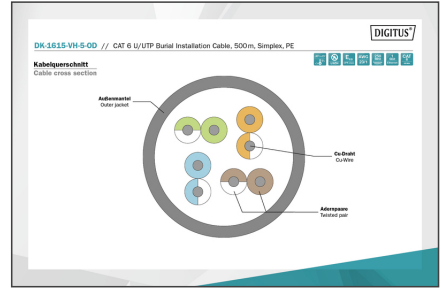 DIGITUS®
DK-1615-VH-5-OD // CAT 6 U/UTP Burial Installation Cable, 500m, Simplex, PE
Kabelquerschnitt
Cable cross section
Außenmantel
Outer jacket
Cu-Draht
Cu-Wire
Adernpaare
Twisted pair